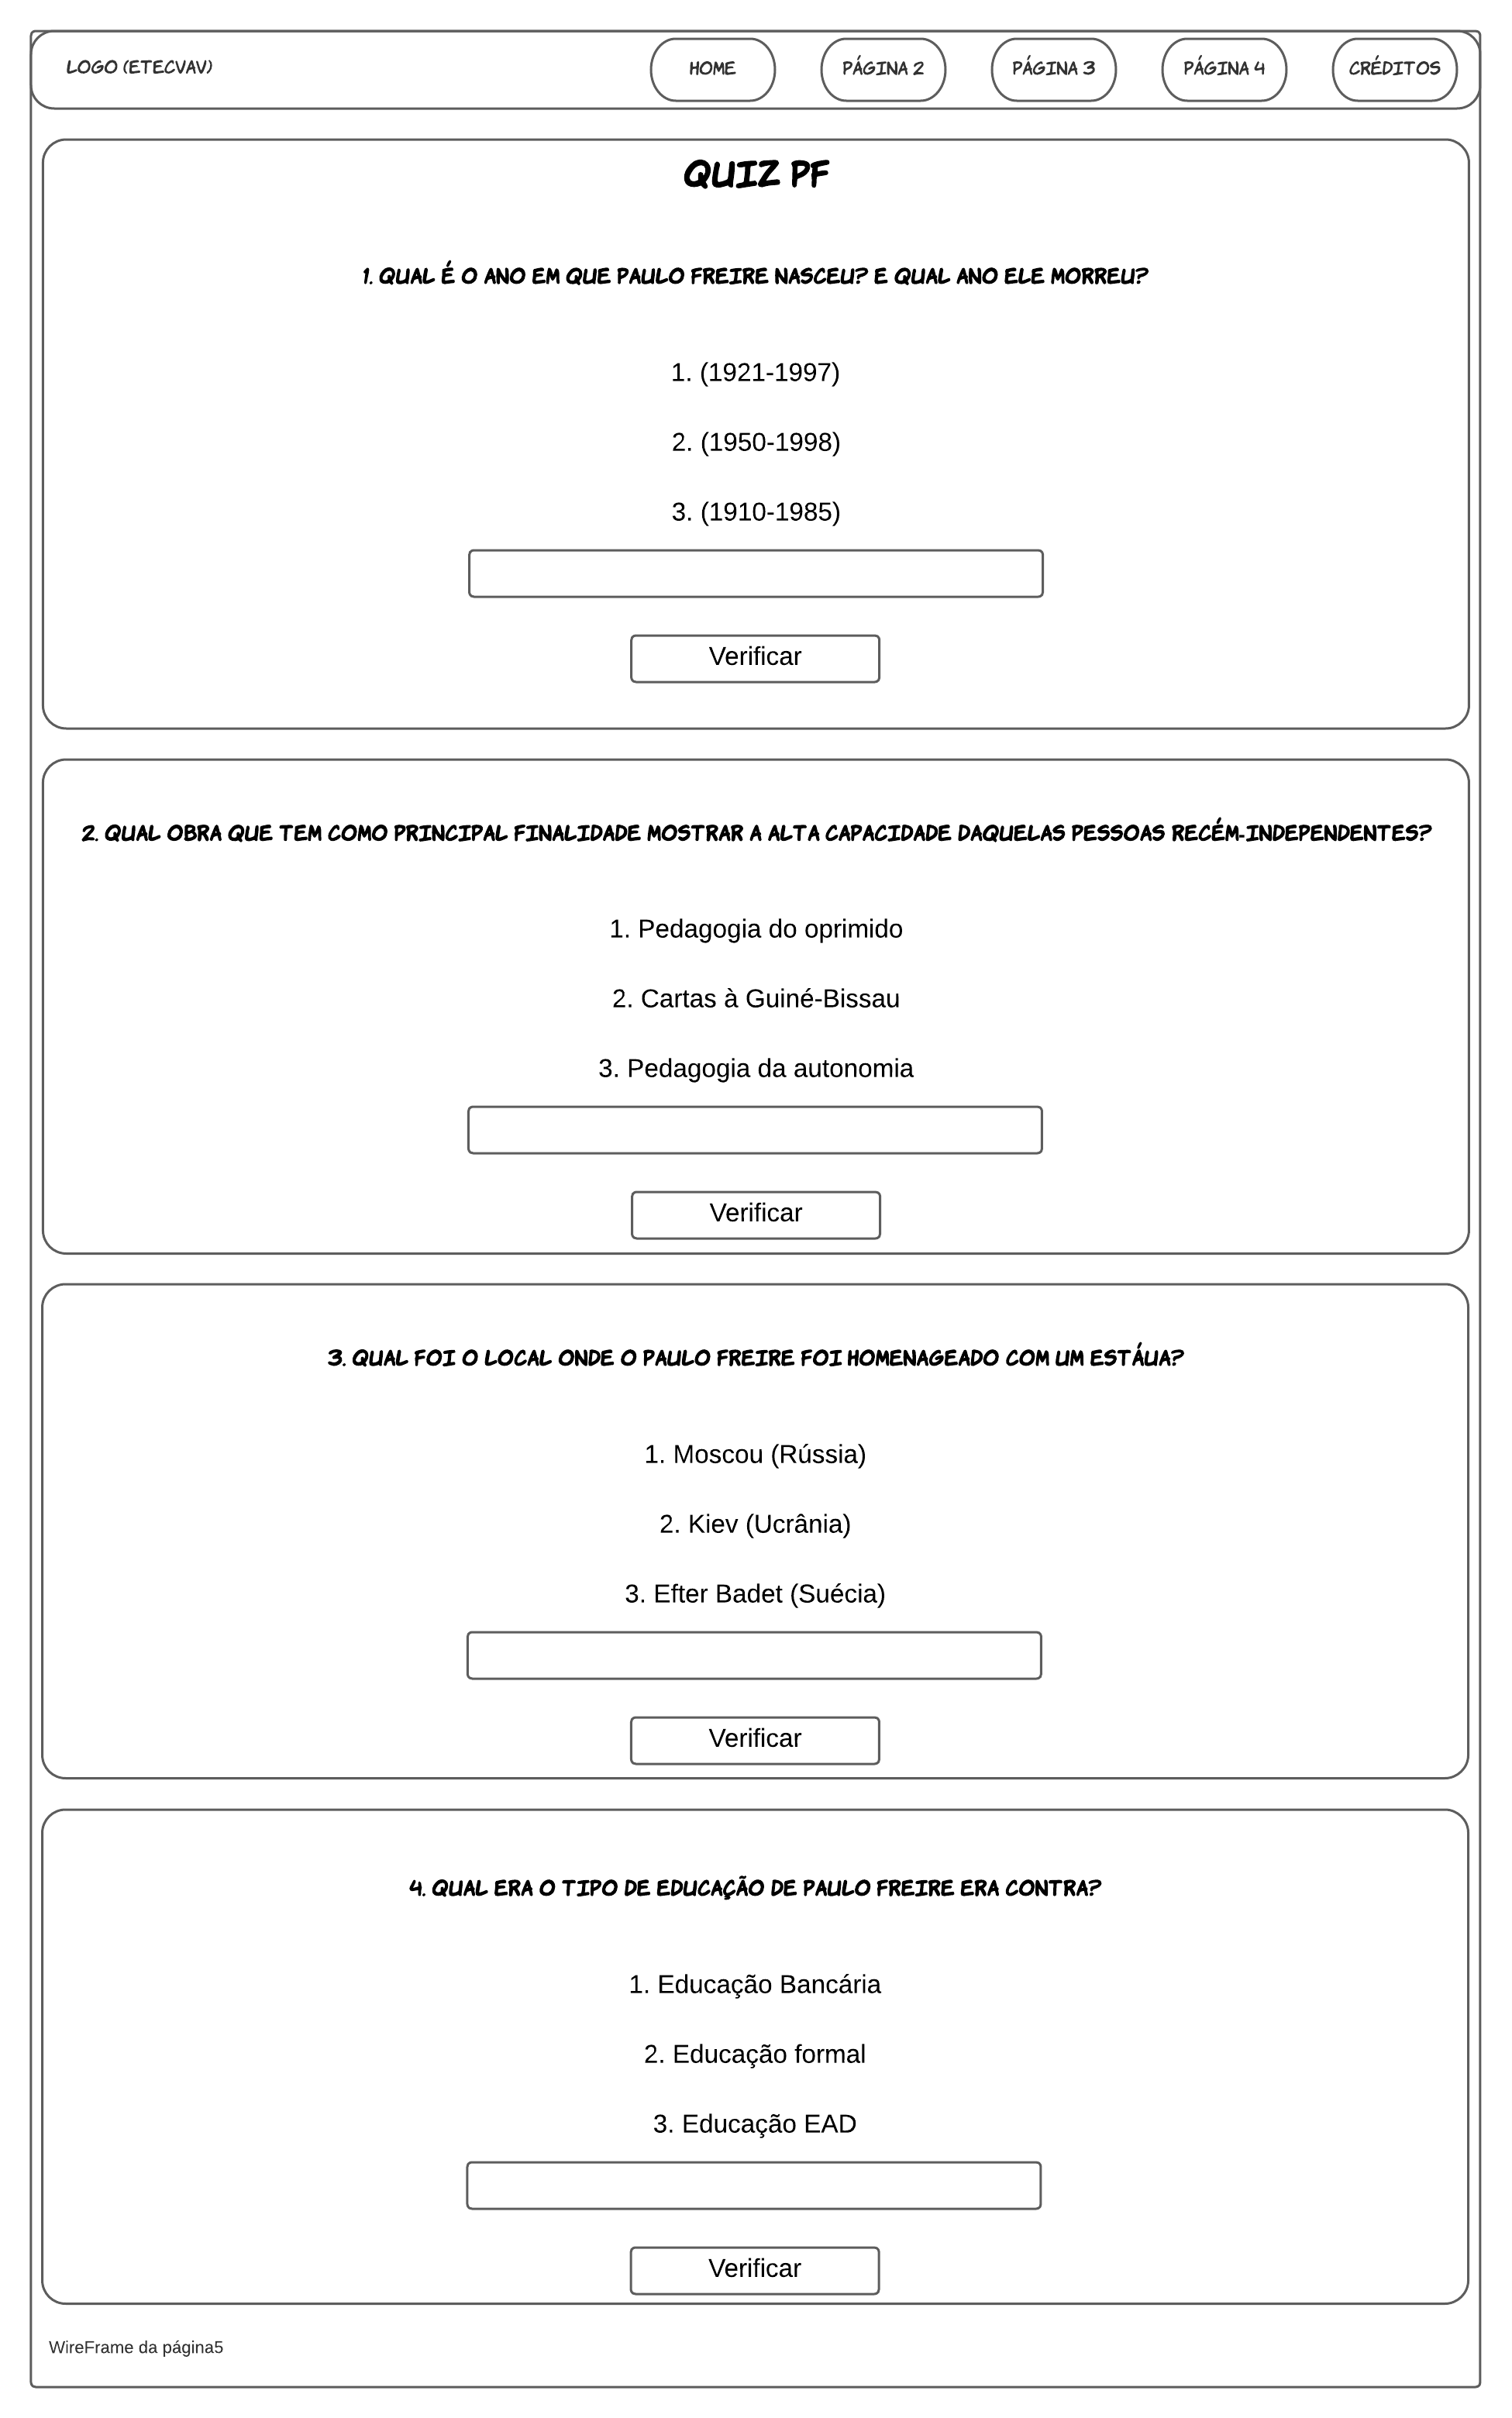 LOGO (ETECVAV)
HOME
PÁGINA 2
PÁGINA 3
PÁGINA 4
CRÉDITOS
QUIZ PF
1. QUAL É O ANO EM QUE PAULO FREIRE NASCEU? E QUAL ANO ELE MORREU?
1. (1921-1997)
2. (1950-1998)
3. (1910-1985)
Verificar
2. QUAL OBRA QUE TEM COMO PRINCIPAL FINALIDADE MOSTRAR A ALTA CAPACIDADE DAQUELAS PESSOAS RECÉM-INDEPENDENTES?
1. Pedagogia do oprimido
2. Cartas à Guiné-Bissau
3. Pedagogia da autonomia
Verificar
3. QUAL FOI O LOCAL ONDE O PAULO FREIRE FOI HOMENAGEADO COM UM ESTÁUA?
1. Moscou (Rússia)
2. Kiev (Ucrânia)
3. Efter Badet (Suécia)
Verificar
4. QUAL ERA O TIPO DE EDUCAÇÃO DE PAULO FREIRE ERA CONTRA?
1. Educação Bancária
2. Educação formal
3. Educação EAD
Verificar
WireFrame da página5